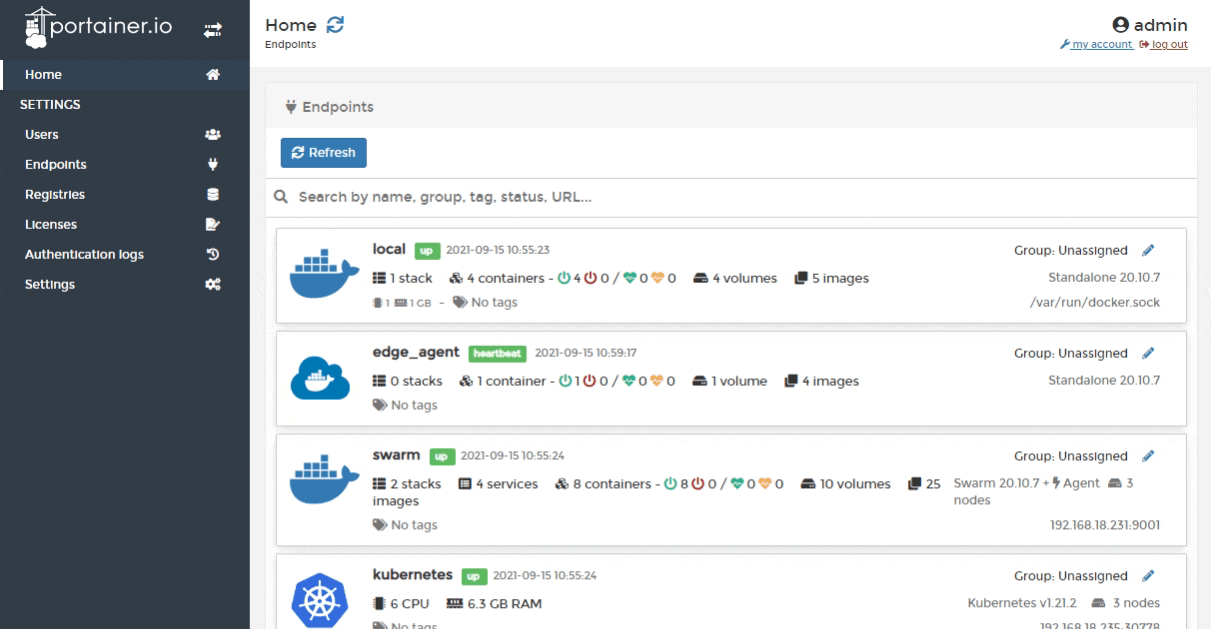 portainer.io
Home
SETTINGS
Users
Endpoints
Registries
Licenses
Authentication logs
Settings
Home
Endpoints
admin
my account log out
Endpoints
Refresh
Search by name, group, tag, status, URL...
local up 2021-09-15 10:55:23 Group: Unassigned
1 stack 4 containers - 4 0 / 0 0 4 volumes 5 images Standalone 20.10.7
1 1 GB - No tags /var/run/docker.sock
edge_agent heartbeat 2021-09-15 10:59:17 Group: Unassigned
0 stacks 1 container - 1 0 / 0 0 1 volume 4 images Standalone 20.10.7
No tags
swarm up 2021-09-15 10:55:24 Group: Unassigned
2 stacks 4 services 8 containers - 8 0 / 0 0 10 volumes 25
images
Swarm 20.10.7 + Agent 3
nodes
No tags 192.168.18.231:9001
kubernetes up 2021-09-15 10:55:24 Group: Unassigned
6 CPU 6.3 GB RAM Kubernetes v1.21.2 3 nodes
No tags 192.168.18.235:30778